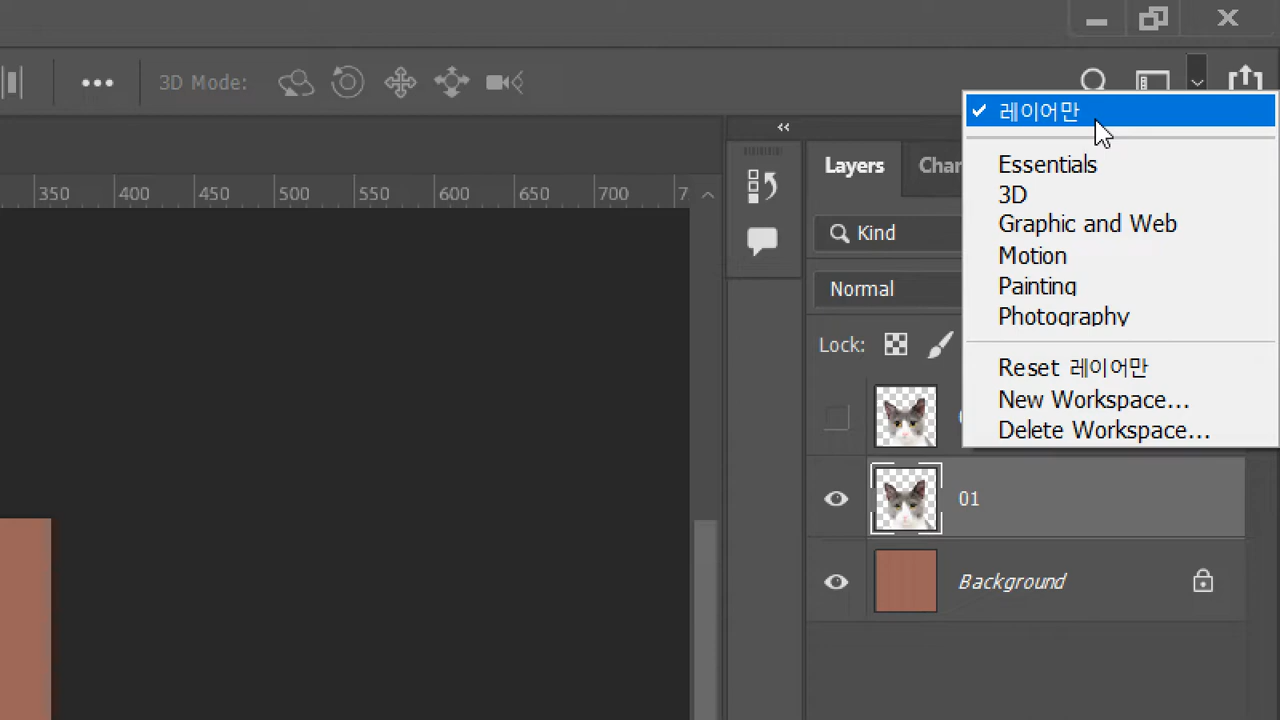 3D Mode:
레이어만
Essentials
3D
Graphic and Web
Motion
Painting
Photography
Reset 레이어만
New Workspace...
Delete Workspace...
Layers
350 400 450 500 550 600 650 700
Kind
Normal
Lock:
01
Background